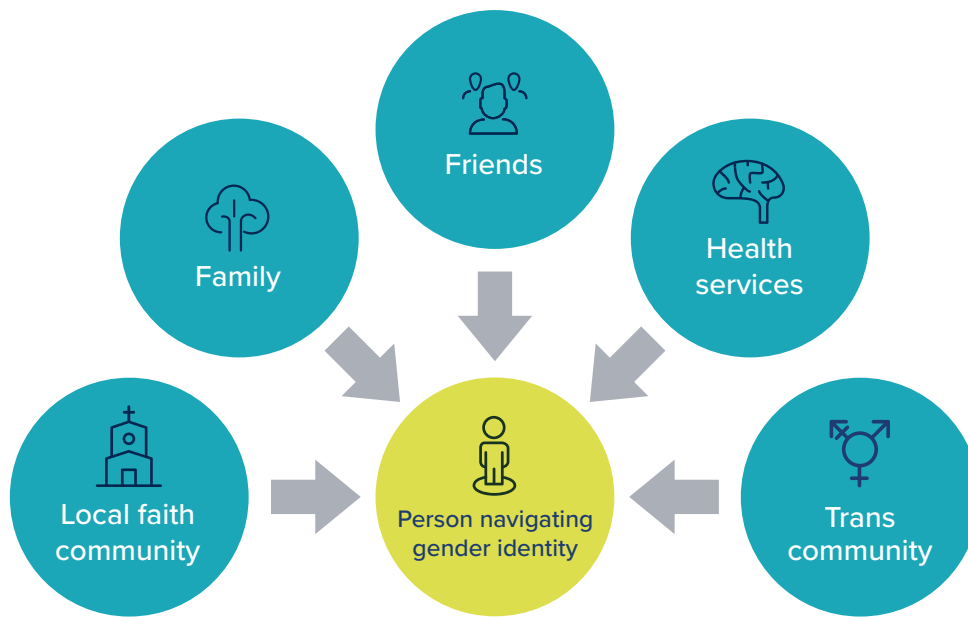 Friends
Family
Health
services
Local faith
community
Person navigating
gender identity
Trans
community